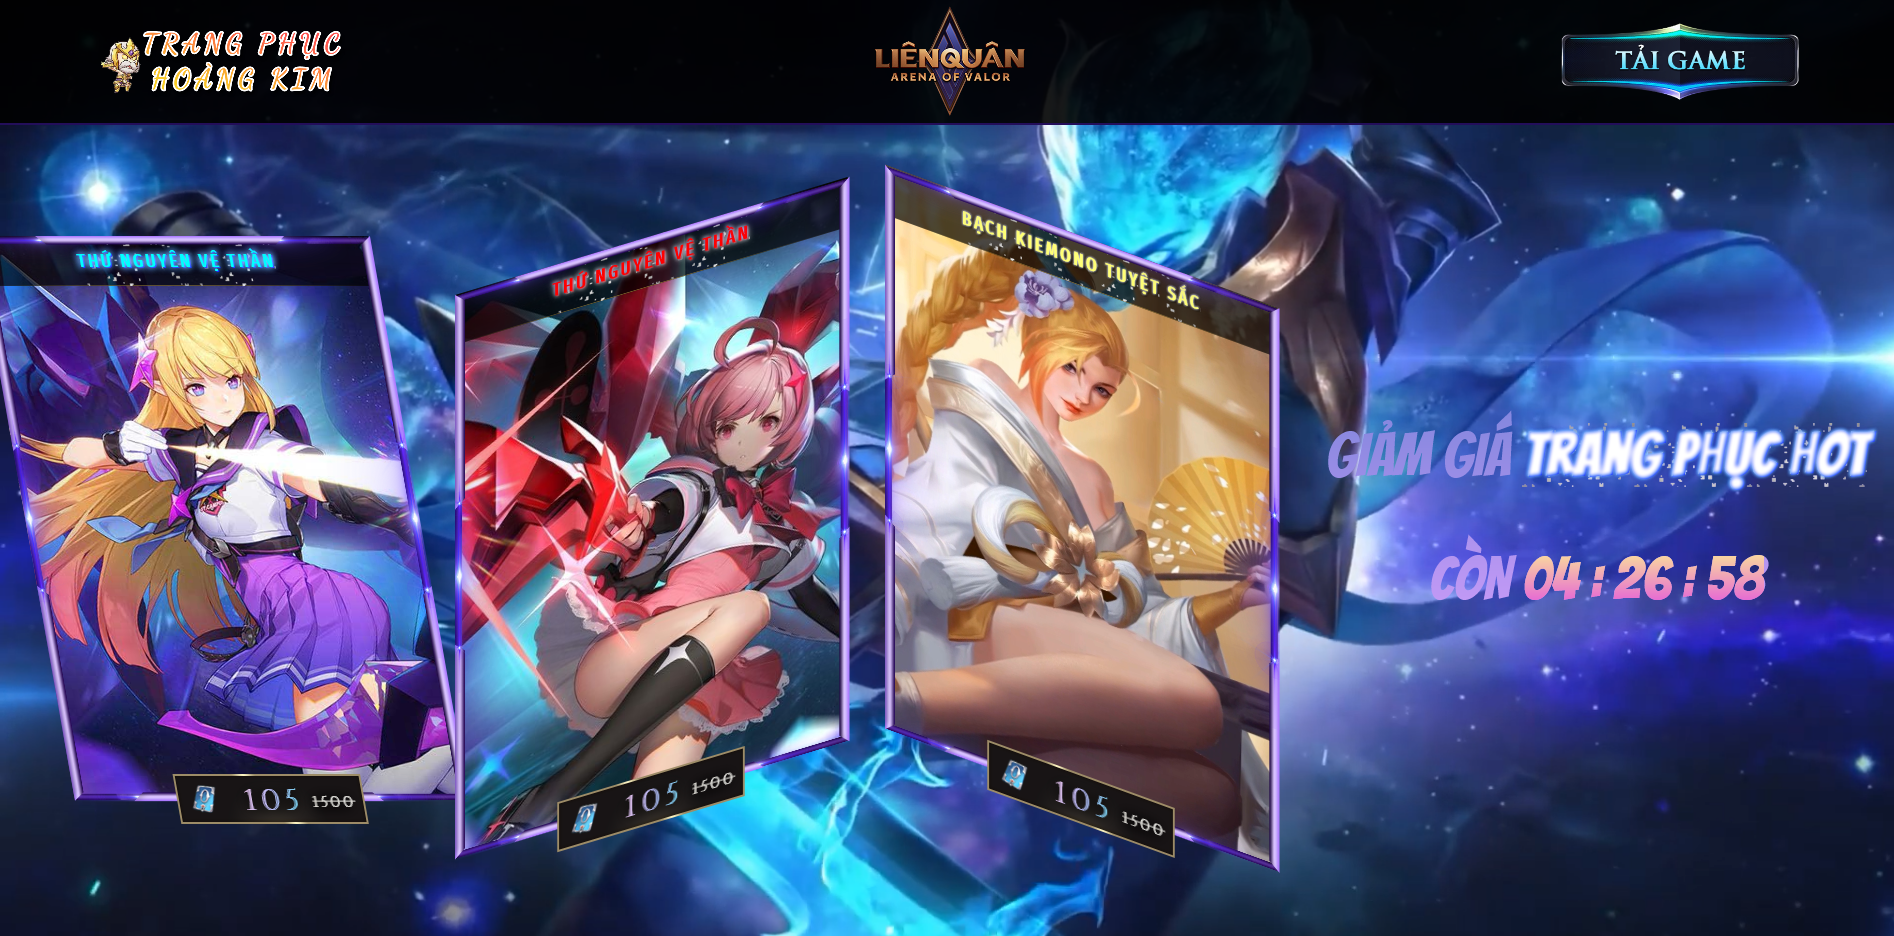 TRANG PHỤC
HOÀNG KIM
LIÊNQUÂN
ARENA OF VALOR
TẢI GAME
THỨ NGUYÊN VỆ THẦN
105 1500
THỨ NGUYÊN VỆ THẦN
105 1500
BẠCH KIEMONO TUYỆT SẮC
105 1500
GIẢM GIÁ TRANG PHỤC HOT
CÒN 04 : 26 : 58